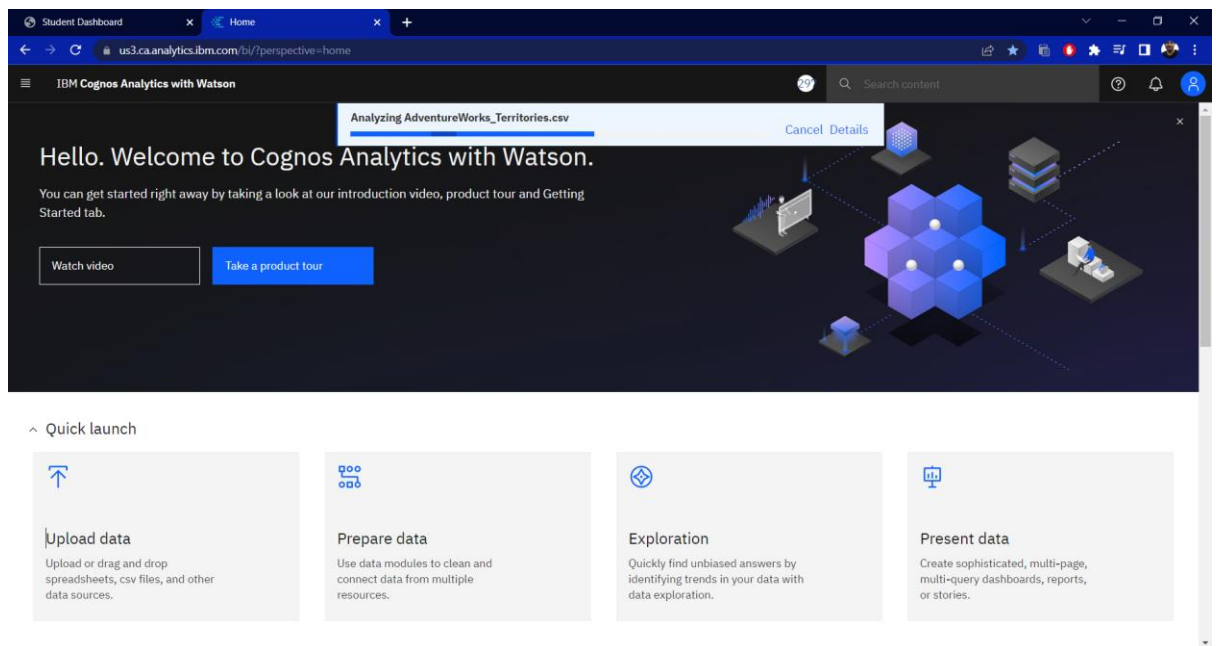 Student Dashboard
Home
us3.ca.analytics.ibm.com/bi/?perspective=home
IBM Cognos Analytics with Watson
Search content
Analyzing AdventureWorks_Territories.csv
Cancel Details
Hello. Welcome to Cognos Analytics with Watson.
You can get started right away by taking a look at our introduction video, product tour and Getting
Started tab.
Watch video
Take a product tour
Quick launch
Upload data
Upload or drag and drop
spreadsheets, csv files, and other
data sources.
Prepare data
Use data modules to clean and
connect data from multiple
resources.
Exploration
Quickly find unbiased answers by
identifying trends in your data with
data exploration.
Present data
Create sophisticated, multi-page,
multi-query dashboards, reports,
or stories.